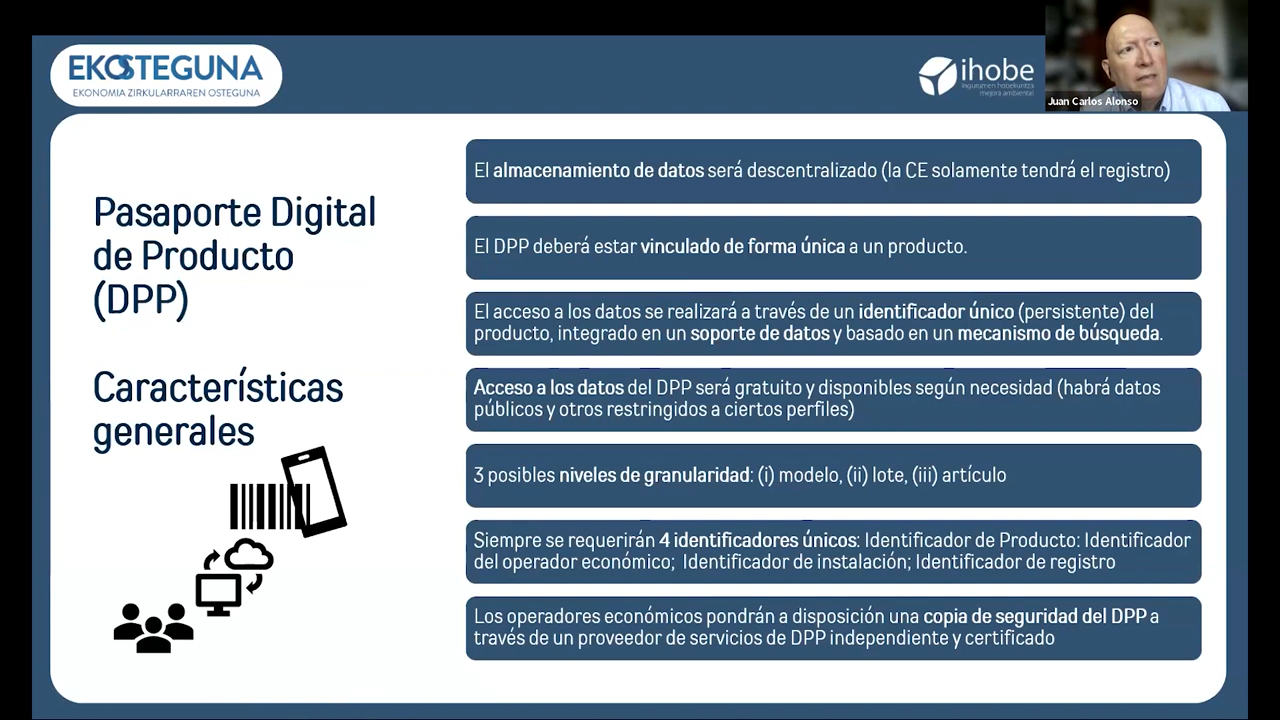 EKOSTEGUNA
EKONOMIA ZIRKULARRAREN OSTEGUNA
ihobe
ingurumen hobekuntza
mejora ambiental
Juan Carlos Alonso
Pasaporte Digital
de Producto
(DPP)
Características
generales
El almacenamiento de datos será descentralizado (la CE solamente tendrá el registro)
El DPP deberá estar vinculado de forma única a un producto.
El acceso a los datos se realizará a través de un identificador único (persistente) del
producto, integrado en un soporte de datos y basado en un mecanismo de búsqueda.
Acceso a los datos del DPP será gratuito y disponibles según necesidad (habrá datos
públicos y otros restringidos a ciertos perfiles)
3 posibles niveles de granularidad: (i) modelo, (ii) lote, (iii) artículo
Siempre se requerirán 4 identificadores únicos: Identificador de Producto: Identificador
del operador económico; Identificador de instalación; Identificador de registro
Los operadores económicos pondrán a disposición una copia de seguridad del DPP a
través de un proveedor de servicios de DPP independiente y certificado